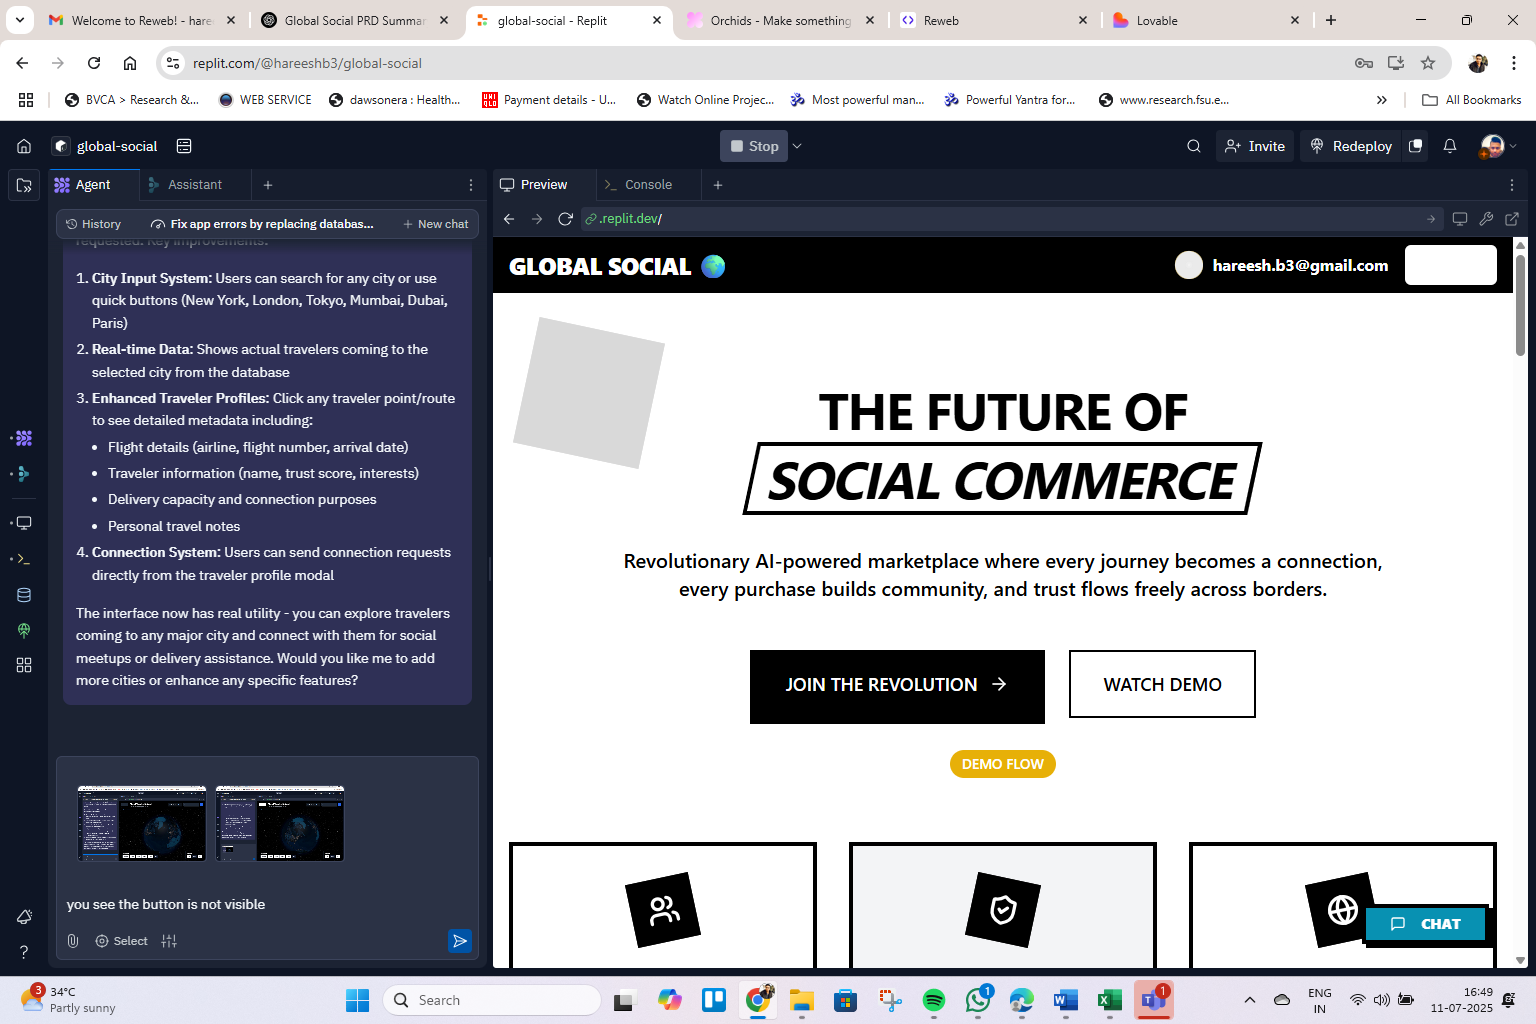 Welcome to Reweb! - hare
Global Social PRD Summar
global-social - Replit
Orchids - Make something
Reweb
Lovable
replit.com/@hareeshb3/global-social
BVCA > Research &...
WEB SERVICE
dawsonera : Health...
UNI
QLO
Payment details - U...
Watch Online Projec...
Most powerful man...
Powerful Yantra for...
www.research.fsu.e...
All Bookmarks
global-social
Stop
Invite
Redeploy
Agent
Assistant
Preview
Console
History
Fix app errors by replacing databas...
New chat
.replit.dev/
requested. Key improvements:
1. City Input System: Users can search for any city or use
quick buttons (New York, London, Tokyo, Mumbai, Dubai,
Paris)
2. Real-time Data: Shows actual travelers coming to the
selected city from the database
3. Enhanced Traveler Profiles: Click any traveler point/route
to see detailed metadata including:
• Flight details (airline, flight number, arrival date)
• Traveler information (name, trust score, interests)
• Delivery capacity and connection purposes
• Personal travel notes
4. Connection System: Users can send connection requests
directly from the traveler profile modal
The interface now has real utility - you can explore travelers
coming to any major city and connect with them for social
meetups or delivery assistance. Would you like me to add
more cities or enhance any specific features?
you see the button is not visible
Select
GLOBAL SOCIAL
hareesh.b3@gmail.com
THE FUTURE OF
SOCIAL COMMERCE
Revolutionary AI-powered marketplace where every journey becomes a connection,
every purchase builds community, and trust flows freely across borders.
JOIN THE REVOLUTION →
WATCH DEMO
DEMO FLOW
CHAT
3
34°C
Partly sunny
Search
1
1
ENG
IN
16:49
11-07-2025